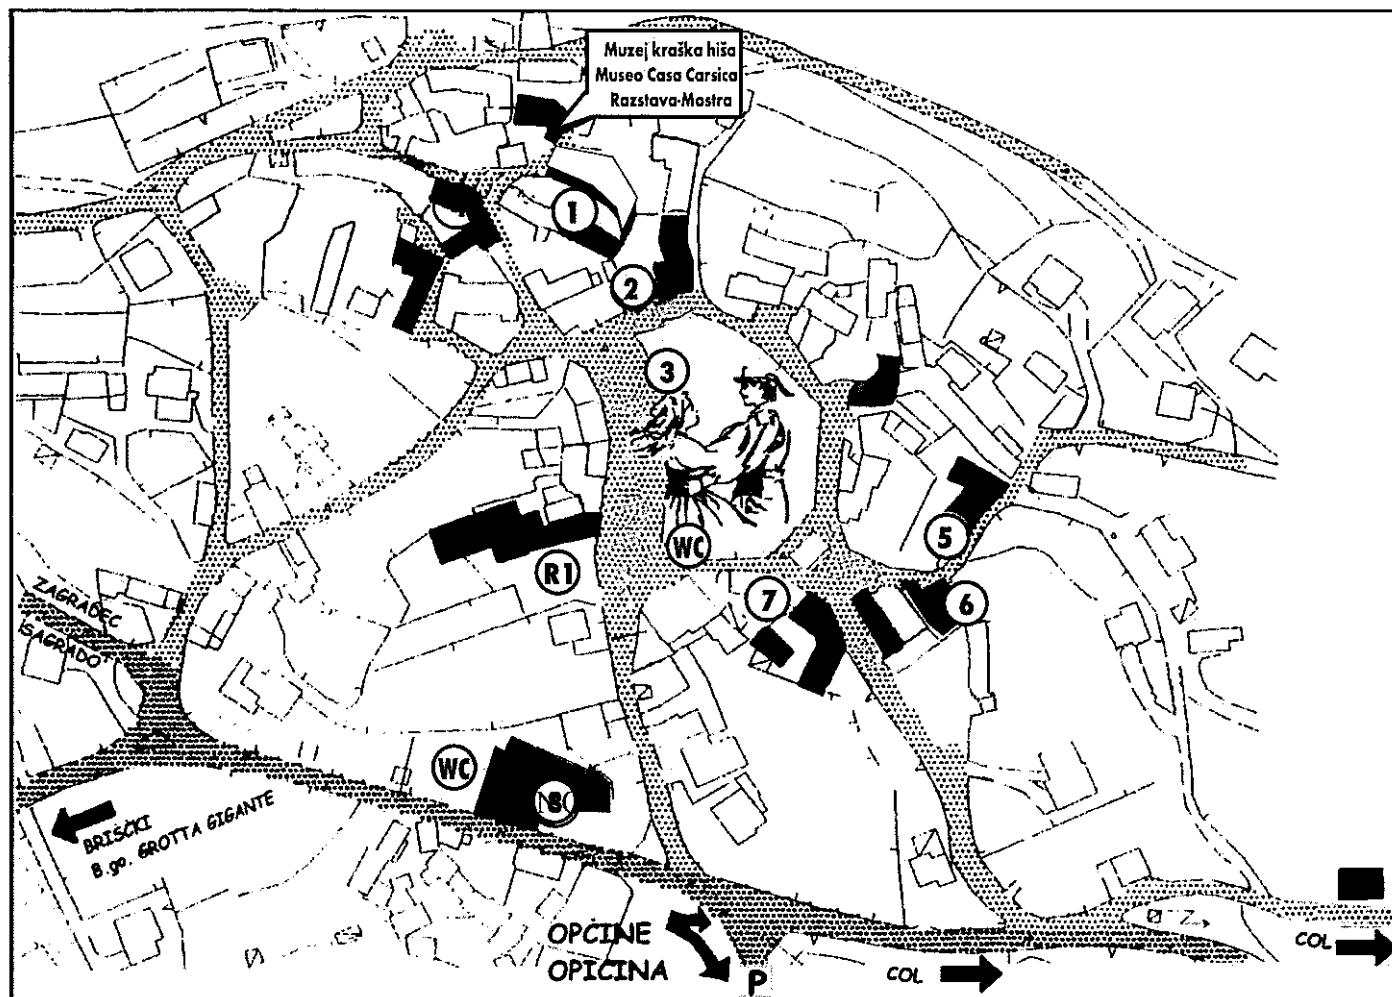 Muzej kraška hiša
Museo Casa Carsica
Razstava-Mostra
1
2
3
WC
5
R1
7
6
ZAGRADEC
SAGRADO
WC
8
BRIŠČKI
B.go. GROTTA GIGANTE
OPČINE
OPICINA
P
COL
COL